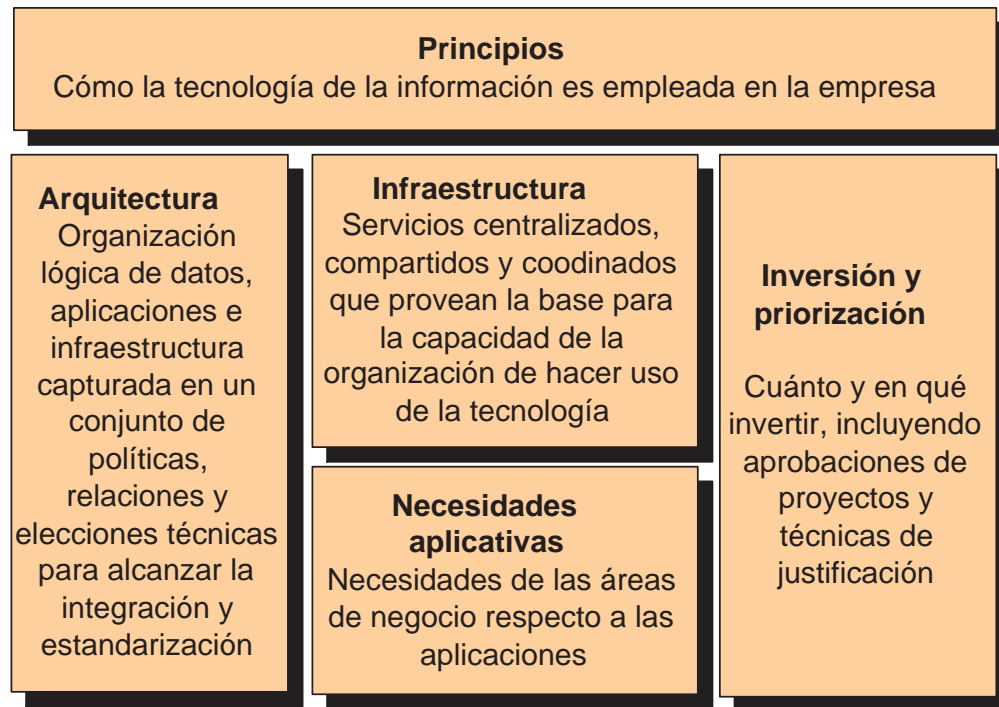 Principios
Cómo la tecnología de la información es empleada en la empresa
Arquitectura
Organización
lógica de datos,
aplicaciones e
infraestructura
capturada en un
conjunto de
políticas,
relaciones y
elecciones técnicas
para alcanzar la
integración y
estandarización
Infraestructura
Servicios centralizados,
compartidos y coodinados
que provean la base para
la capacidad de la
organización de hacer uso
de la tecnología
Necesidades
aplicativas
Necesidades de las áreas
de negocio respecto a las
aplicaciones
Inversión y
priorización
Cuánto y en qué
invertir, incluyendo
aprobaciones de
proyectos y
técnicas de
justificación